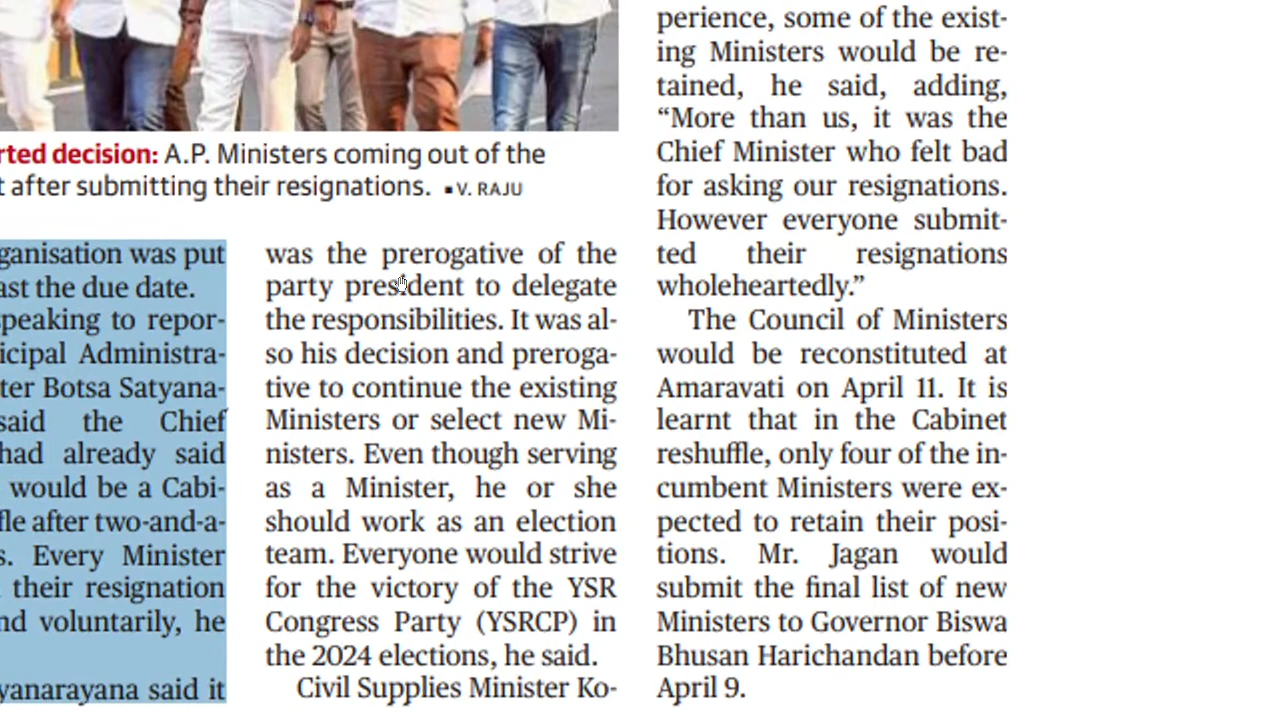 rted decision: A.P. Ministers coming out of the
t after submitting their resignations. ▪V. RAJU
ganisation was put
ast the due date.
speaking to repor-
icipal Administra-
ter Botsa Satyana-
said the Chief
had already said
would be a Cabi-
fle after two-and-a-
s. Every Minister
their resignation
nd voluntarily, he
yanarayana said it
was the prerogative of the
party president to delegate
the responsibilities. It was al-
so his decision and preroga-
tive to continue the existing
Ministers or select new Mi-
nisters. Even though serving
as a Minister, he or she
should work as an election
team. Everyone would strive
for the victory of the YSR
Congress Party (YSRCP) in
the 2024 elections, he said.
Civil Supplies Minister Ko-
perience, some of the exist-
ing Ministers would be re-
tained, he said, adding,
“More than us, it was the
Chief Minister who felt bad
for asking our resignations.
However everyone submit-
ted their resignations
wholeheartedly.”
The Council of Ministers
would be reconstituted at
Amaravati on April 11. It is
learnt that in the Cabinet
reshuffle, only four of the in-
cumbent Ministers were ex-
pected to retain their posi-
tions. Mr. Jagan would
submit the final list of new
Ministers to Governor Biswa
Bhusan Harichandan before
April 9.